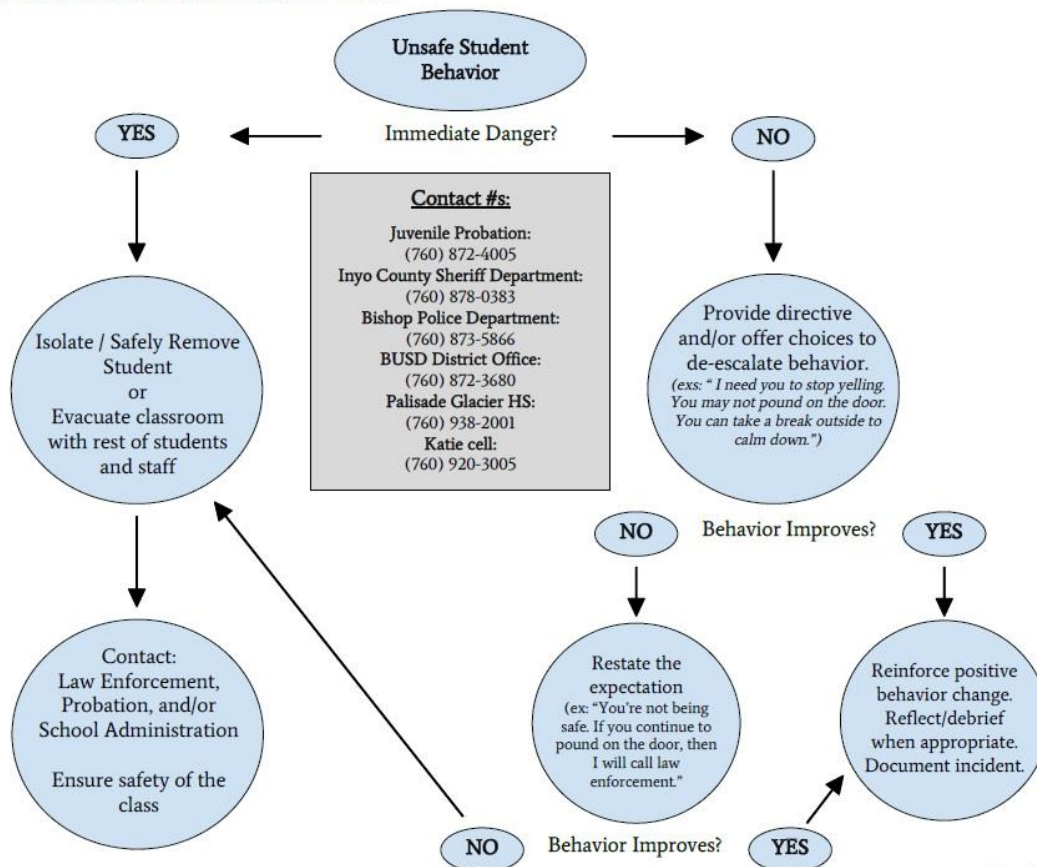 Unsafe Student
Behavior
YES
Immediate Danger?
NO
Contact #s:
Juvenile Probation:
(760) 872-4005
Inyo County Sheriff Department:
(760) 878-0383
Bishop Police Department:
(760) 873-5866
BUSD District Office:
(760) 872-3680
Palisade Glacier HS:
(760) 938-2001
Katie cell:
(760) 920-3005
Isolate / Safely Remove
Student
or
Evacuate classroom
with rest of students
and staff
Provide directive
and/or offer choices to
de-escalate behavior.
(exs: “ I need you to stop yelling.
You may not pound on the door.
You can take a break outside to
calm down.”)
NO
Behavior Improves?
YES
Contact:
Law Enforcement,
Probation, and/or
School Administration
Ensure safety of the
class
Restate the
expectation
(ex: “You’re not being
safe. If you continue to
pound on the door, then
I will call law
enforcement.”
Reinforce positive
behavior change.
Reflect/debrief
when appropriate.
Document incident.
NO
Behavior Improves?
YES